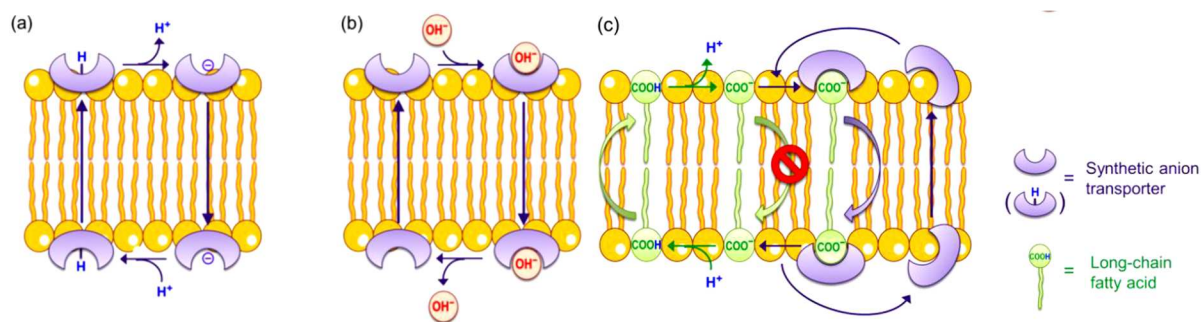 (a)
H
H⁺
⊖
H
⊖
H⁺
(b)
OH⁻
OH⁻
OH⁻
OH⁻
(c)
H⁺
COOH
COO⁻
COO⁻
COOH
COO⁻
COO⁻
H⁺
H
( ) = Synthetic anion
transporter
COOH
= Long-chain
fatty acid